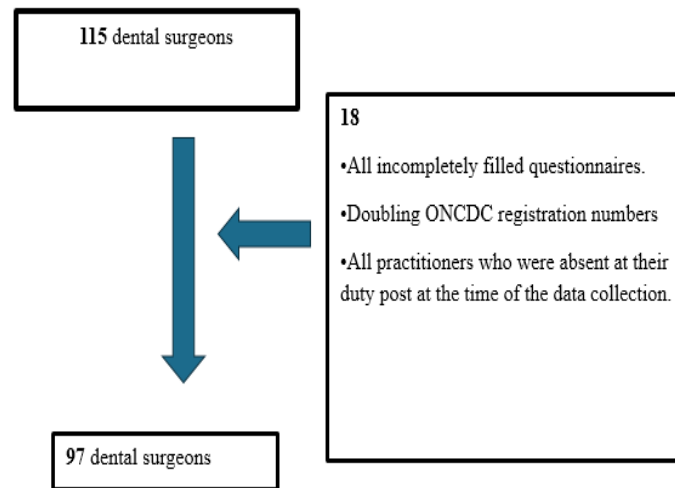 115 dental surgeons
18
•All incompletely filled questionnaires.
•Doubling ONCDC registration numbers
•All practitioners who were absent at their
duty post at the time of the data collection.
97 dental surgeons